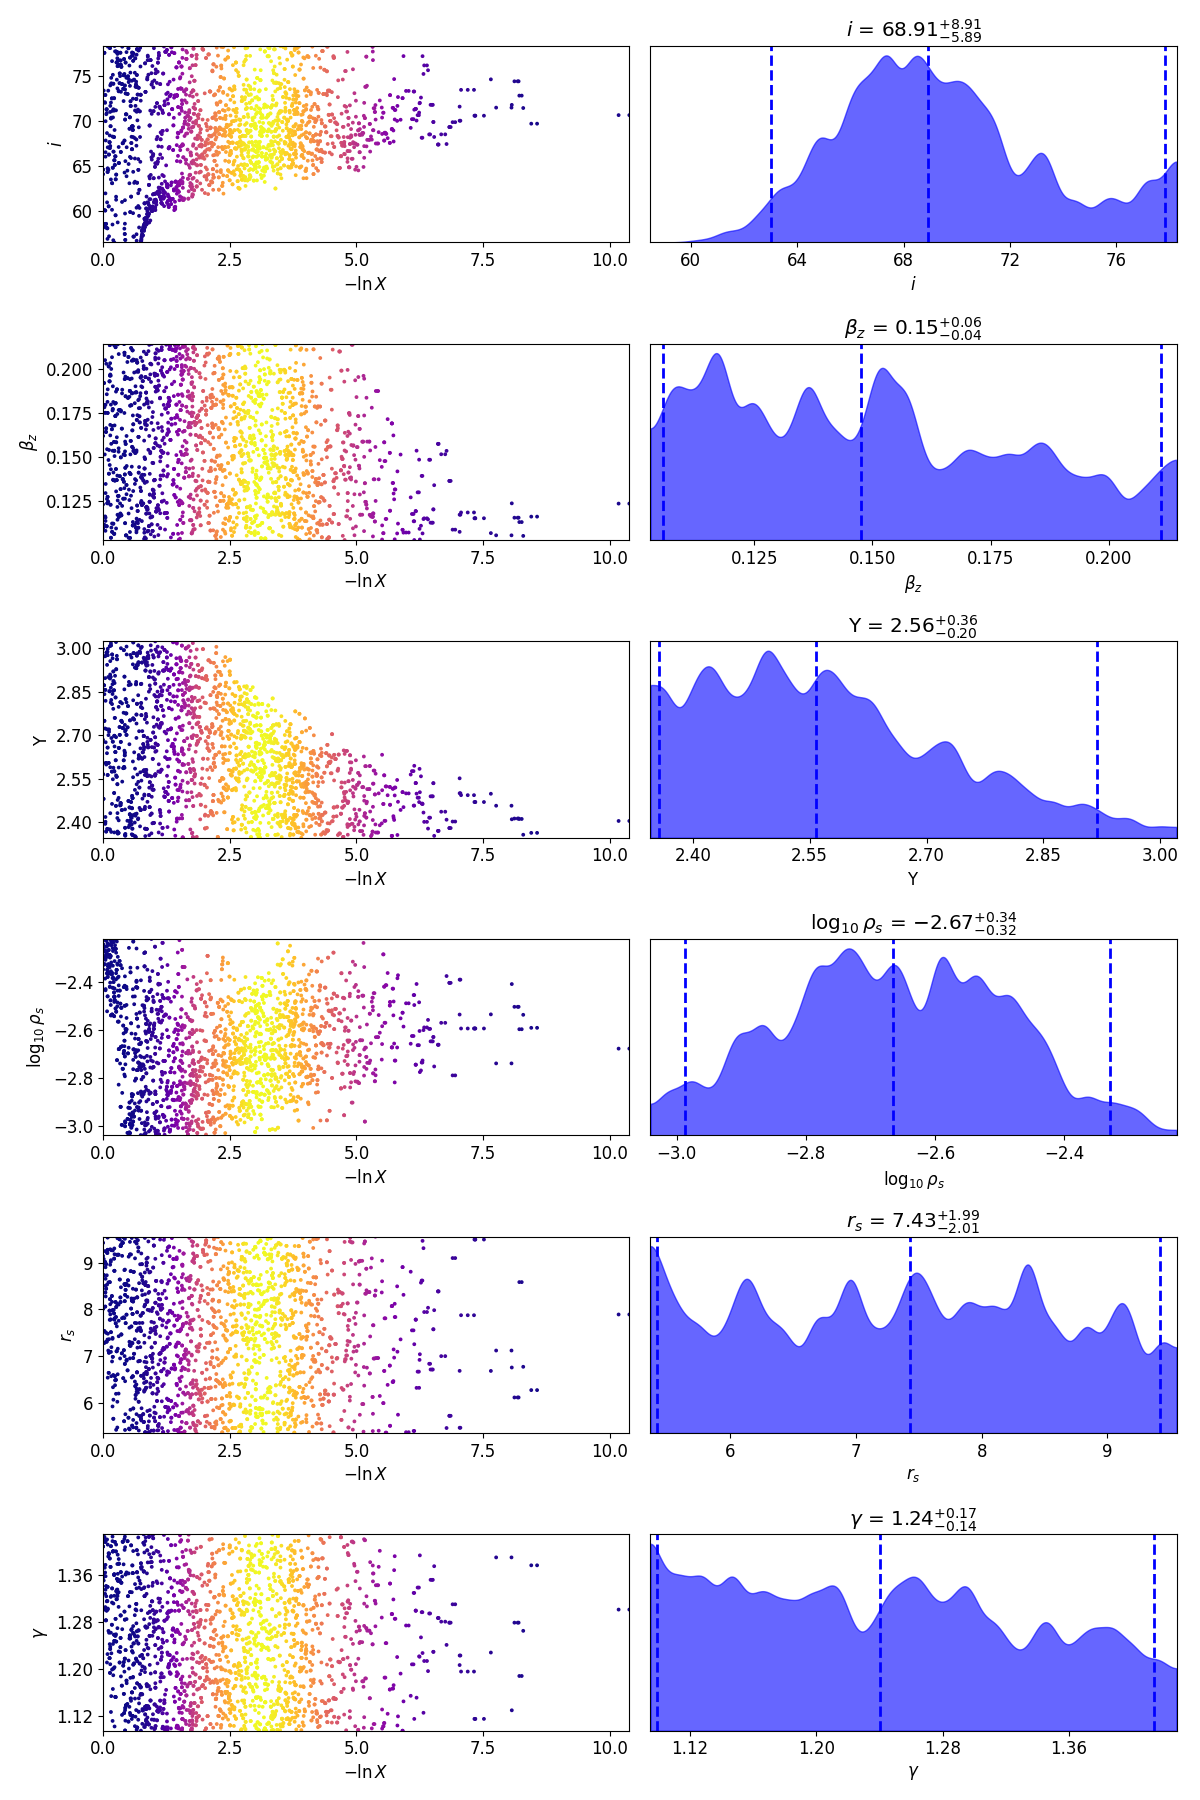 i = 68.91+8.91−5.89
75
70
65
60
i
0.0 2.5 5.0 7.5 10.0
−ln X
60 64 68 72 76
i
βz = 0.15+0.06−0.04
0.200
0.175
0.150
0.125
βz
0.0 2.5 5.0 7.5 10.0
−ln X
0.125 0.150 0.175 0.200
βz
Y = 2.56+0.36−0.20
3.00
2.85
2.70
2.55
2.40
Y
0.0 2.5 5.0 7.5 10.0
−ln X
2.40 2.55 2.70 2.85 3.00
Y
log10 ρs = −2.67+0.34−0.32
−2.4
−2.6
−2.8
−3.0
log10 ρs
0.0 2.5 5.0 7.5 10.0
−ln X
−3.0 −2.8 −2.6 −2.4
log10 ρs
rs = 7.43+1.99−2.01
9
8
7
6
rs
0.0 2.5 5.0 7.5 10.0
−ln X
6 7 8 9
rs
γ = 1.24+0.17−0.14
1.36
1.28
1.20
1.12
γ
0.0 2.5 5.0 7.5 10.0
−ln X
1.12 1.20 1.28 1.36
γ